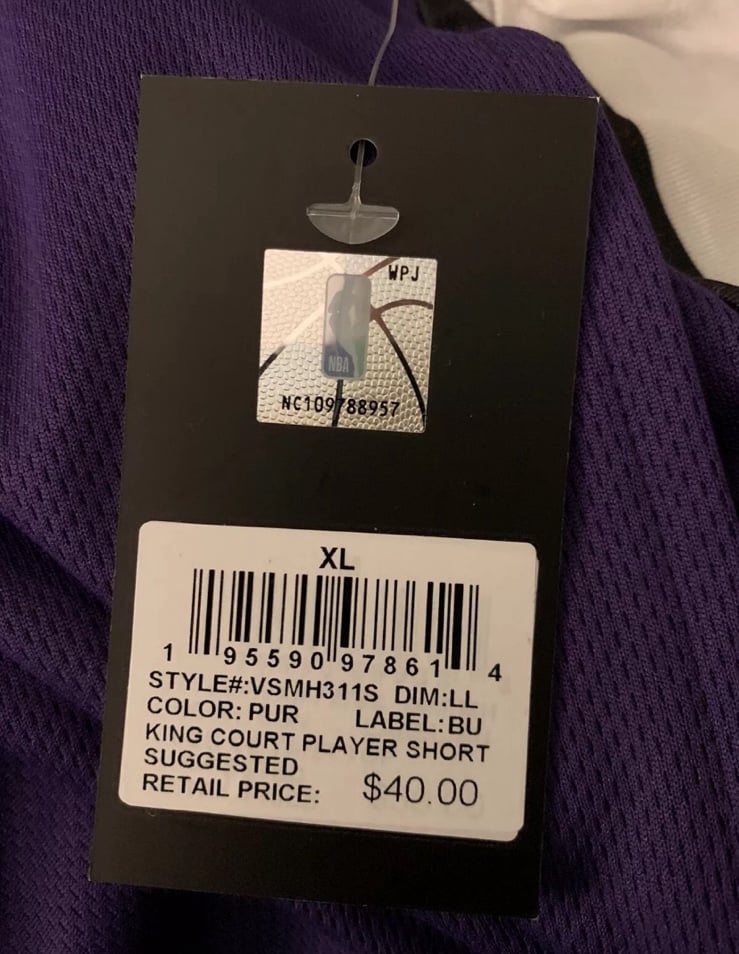 WPJ
NBA
NC109788957
XL
1 95590 97861 4
STYLE#:VSMH311S DIM:LL
COLOR: PUR LABEL:BU
KING COURT PLAYER SHORT
SUGGESTED
RETAIL PRICE: $40.00